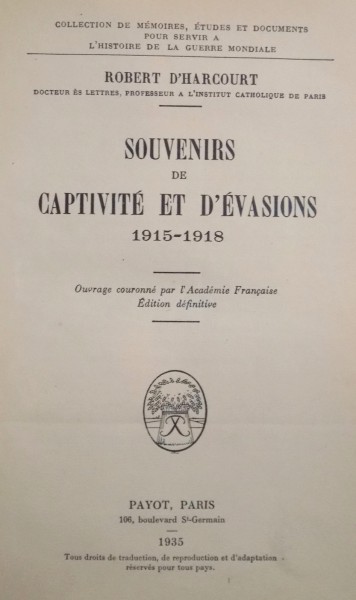 COLLECTION DE MÉMOIRES, ÉTUDES ET DOCUMENTS
POUR SERVIR A
L'HISTOIRE DE LA GUERRE MONDIALE
ROBERT D'HARCOURT
DOCTEUR ÈS LETTRES, PROFESSEUR A L'INSTITUT CATHOLIQUE DE PARIS
SOUVENIRS
DE
CAPTIVITÉ ET D'ÉVASIONS
1915-1918
Ouvrage couronné par l'Académie Française
Édition définitive
PAYOT, PARIS
106, boulevard St-Germain
1935
Tous droits de traduction, de reproduction et d'adaptation
réservés pour tous pays.